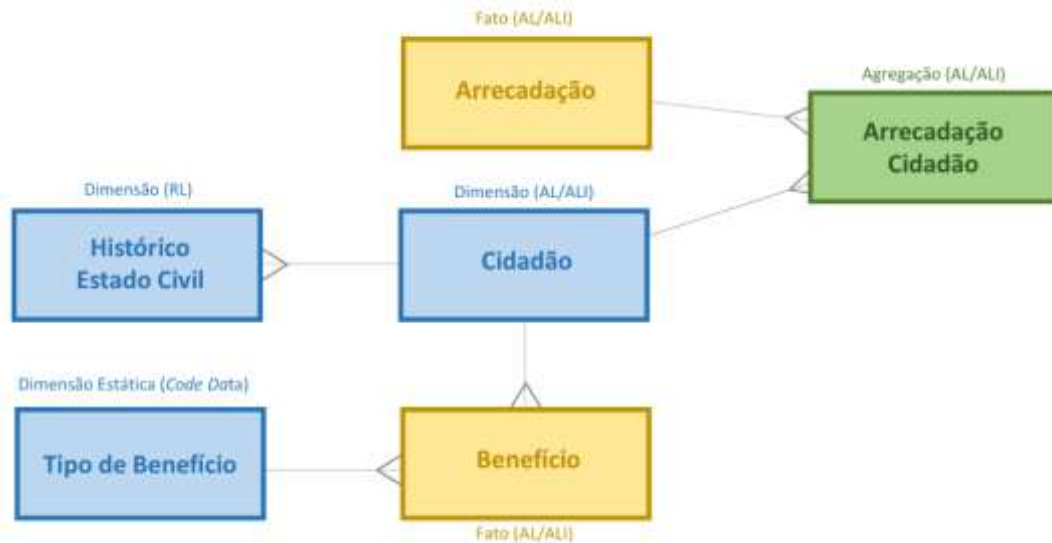 Fato (AL/ALI)
Arrecadação
Agregação (AL/ALI)
Arrecadação
Cidadão
Dimensão (RL)
Histórico
Estado Civil
Dimensão (AL/ALI)
Cidadão
Dimensão Estática (Code Data)
Tipo de Benefício
Benefício
Fato (AL/ALI)